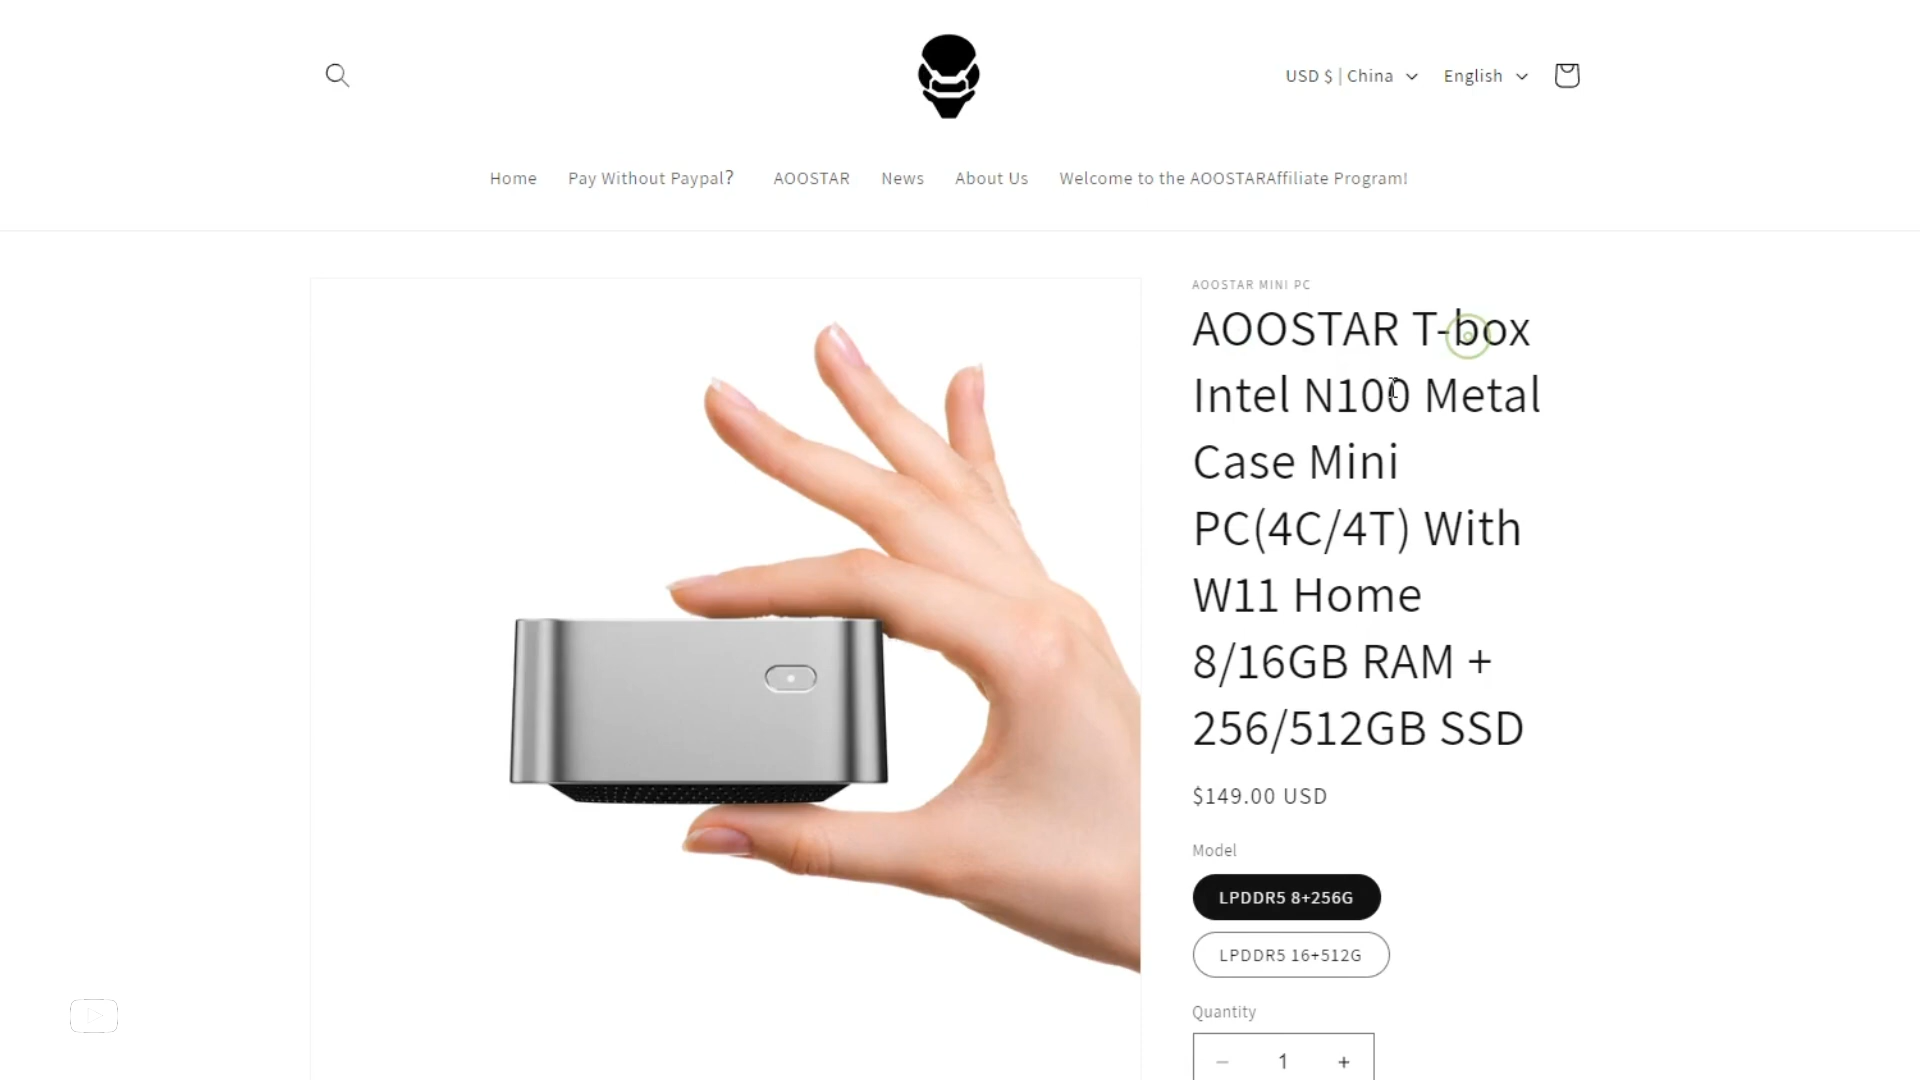 USD $ | China
English
Home
Pay Without Paypal?
AOOSTAR
News
About Us
Welcome to the AOOSTARAffiliate Program!
AOOSTAR MINI PC
AOOSTAR T-box
Intel N100 Metal
Case Mini
PC(4C/4T) With
W11 Home
8/16GB RAM +
256/512GB SSD
$149.00 USD
Model
LPDDR5 8+256G
LPDDR5 16+512G
Quantity
− 1 +